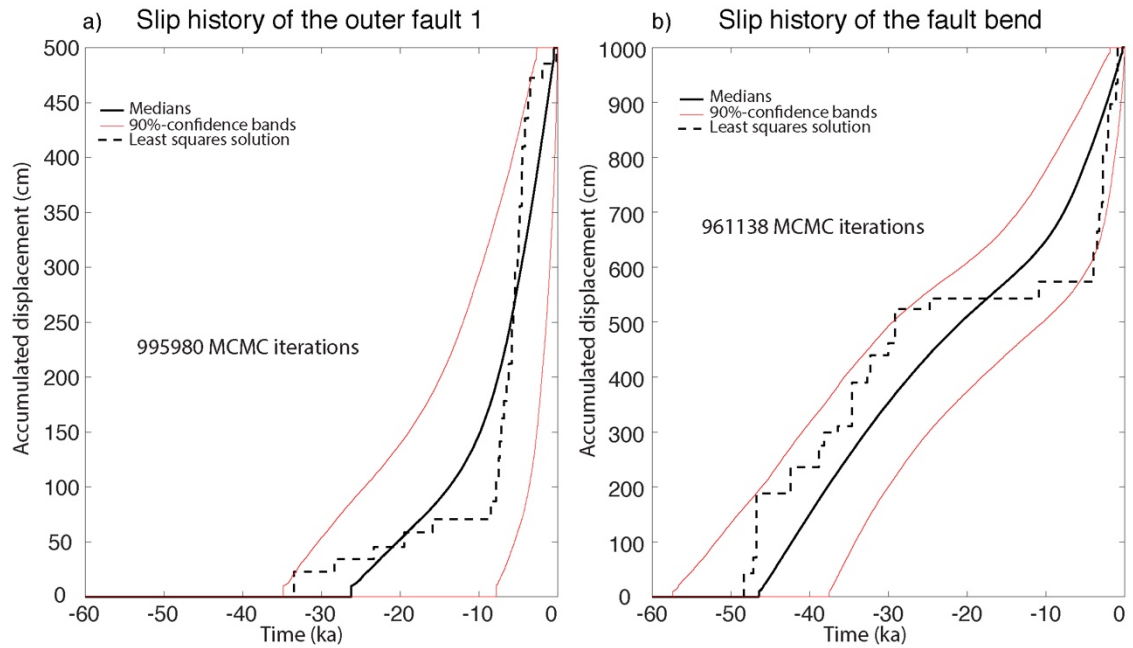 a) Slip history of the outer fault 1
500
450
400
350
300
250
200
150
100
50
0
Accumulated displacement (cm)
Medians
90%-confidence bands
Least squares solution
995980 MCMC iterations
-60 -50 -40 -30 -20 -10 0
Time (ka)
b) Slip history of the fault bend
1000
900
800
700
600
500
400
300
200
100
0
Accumulated displacement (cm)
Medians
90%-confidence bands
Least squares solution
961138 MCMC iterations
-60 -50 -40 -30 -20 -10 0
Time (ka)